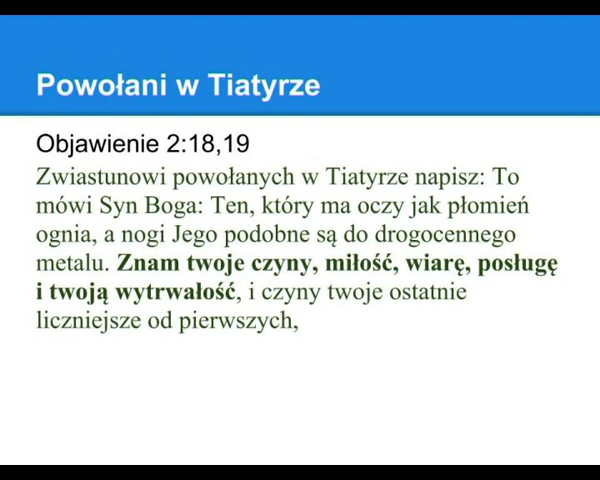 Powołani w Tiatyrze
Objawienie 2:18,19
Zwiastunowi powołanych w Tiatyrze napisz: To
mówi Syn Boga: Ten, który ma oczy jak płomień
ognia, a nogi Jego podobne są do drogocennego
metalu. Znam twoje czyny, miłość, wiarę, posługę
i twoją wytrwałość, i czyny twoje ostatnie
liczniejsze od pierwszych,